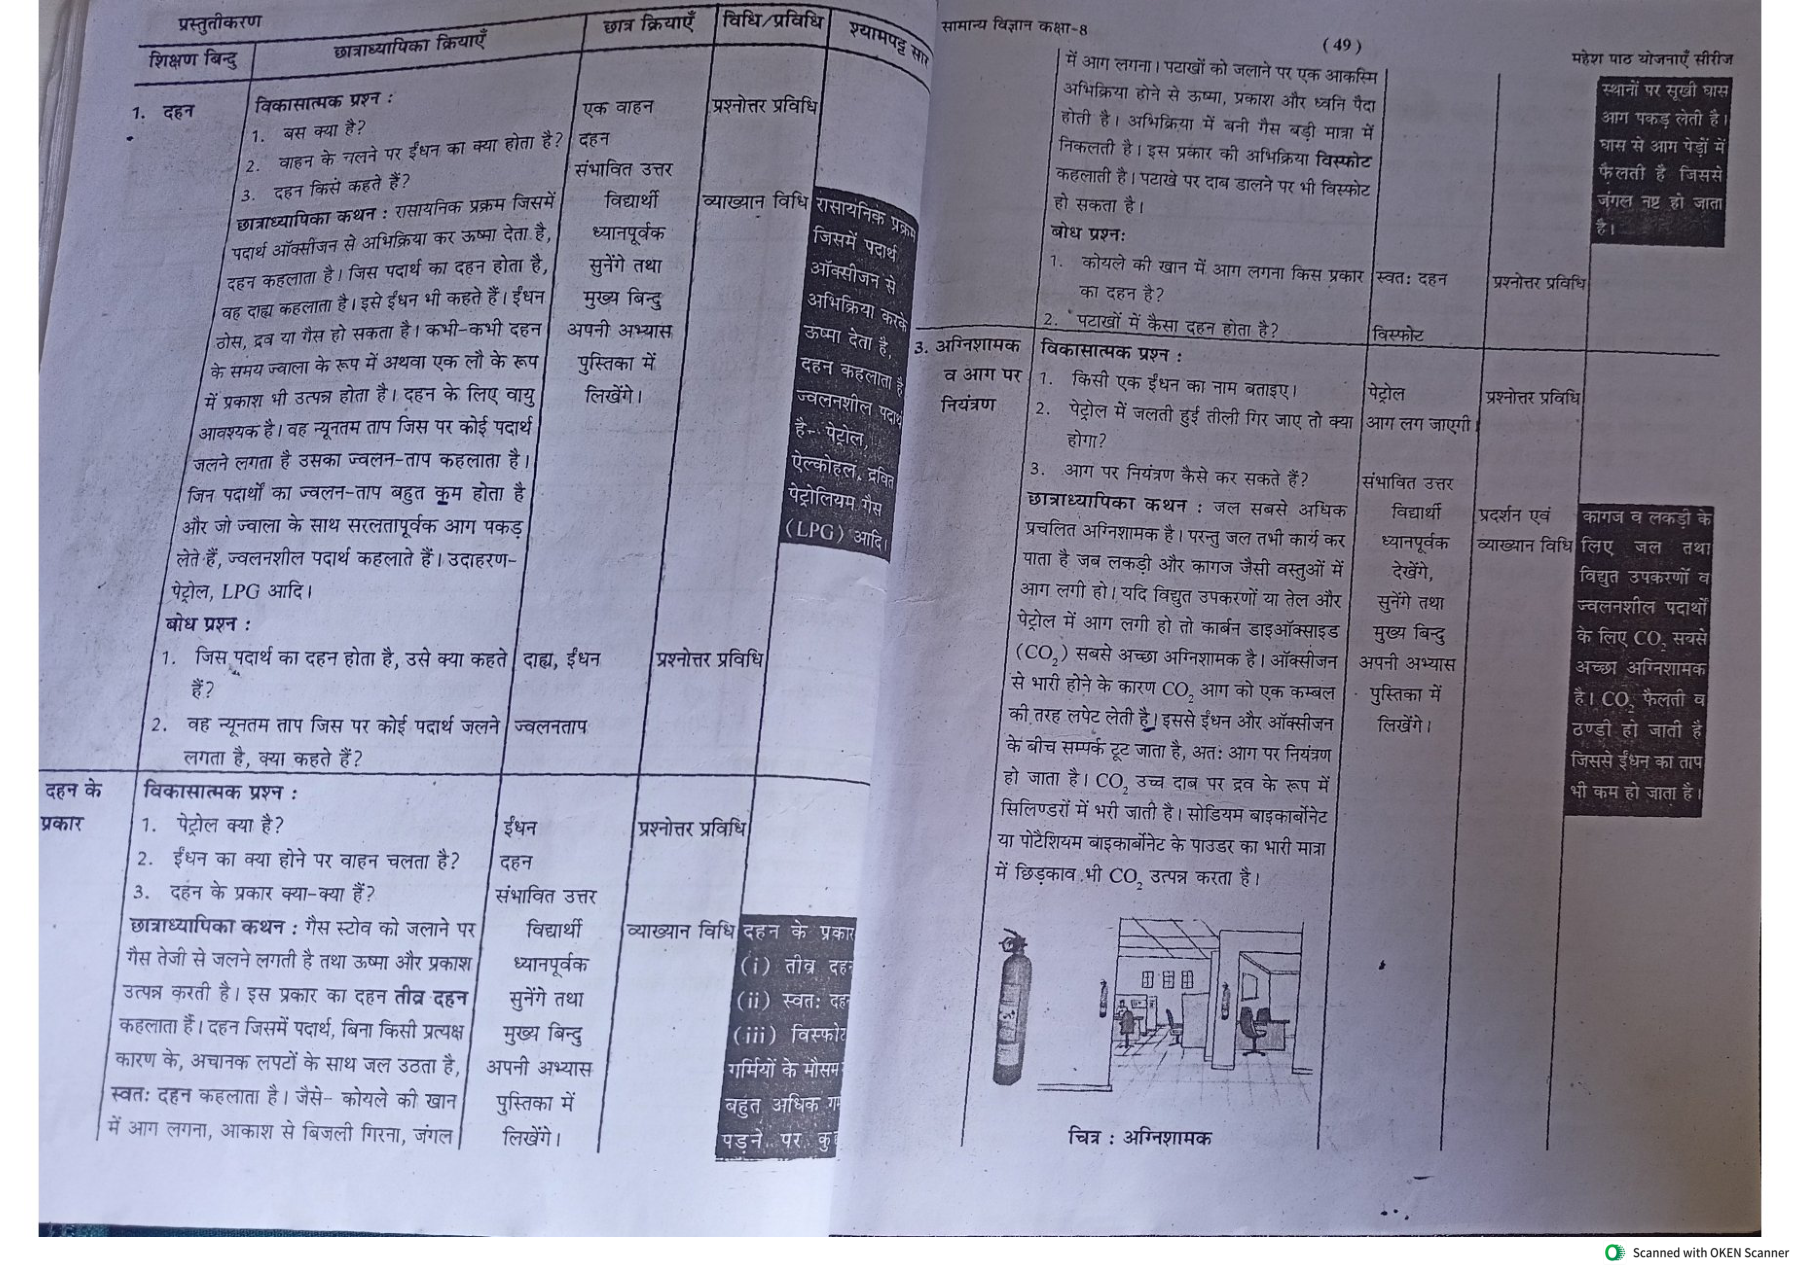 प्रस्तुतीकरण
शिक्षण बिन्दु
छात्राध्यापिका क्रियाएँ
छात्र क्रियाएँ
विधि/प्रविधि
श्यामपट्ट सार
1. दहन
विकासात्मक प्रश्न :
1. बस क्या है?
2. वाहन के चलने पर ईंधन का क्या होता है?
3. दहन किसे कहते हैं?
छात्राध्यापिका कथन : रासायनिक प्रक्रम जिसमें
पदार्थ ऑक्सीजन से अभिक्रिया कर ऊष्मा देता है,
दहन कहलाता है। जिस पदार्थ का दहन होता है,
वह दाह्य कहलाता है। इसे ईंधन भी कहते हैं। ईंधन
ठोस, द्रव या गैस हो सकता है। कभी-कभी दहन
के समय ज्वाला के रूप में अथवा एक लौ के रूप
में प्रकाश भी उत्पन्न होता है। दहन के लिए वायु
आवश्यक है। वह न्यूनतम ताप जिस पर कोई पदार्थ
जलने लगता है उसका ज्वलन-ताप कहलाता है।
जिन पदार्थों का ज्वलन-ताप बहुत कम होता है
और जो ज्वाला के साथ सरलतापूर्वक आग पकड़
लेते हैं, ज्वलनशील पदार्थ कहलाते हैं। उदाहरण-
पेट्रोल, LPG आदि।
बोध प्रश्न :
1. जिस पदार्थ का दहन होता है, उसे क्या कहते
हैं?
2. वह न्यूनतम ताप जिस पर कोई पदार्थ जलने
लगता है, क्या कहते हैं?
एक वाहन
दहन
संभावित उत्तर
विद्यार्थी
ध्यानपूर्वक
सुनेंगे तथा
मुख्य बिन्दु
अपनी अभ्यास
पुस्तिका में
लिखेंगे।
दाह्य, ईंधन
ज्वलनताप
प्रश्नोत्तर प्रविधि
व्याख्यान विधि
प्रश्नोत्तर प्रविधि
रासायनिक प्रक्रम
जिसमें पदार्थ
ऑक्सीजन से
अभिक्रिया करके
ऊष्मा देता है,
दहन कहलाता है
ज्वलनशील पदार्थ
है-- पेट्रोल,
ऐल्कोहल, द्रवित
पेट्रोलियम गैस
(LPG) आदि।
दहन के
प्रकार
विकासात्मक प्रश्न :
1. पेट्रोल क्या है?
2. ईंधन का क्या होने पर वाहन चलता है?
3. दहन के प्रकार क्या-क्या हैं?
छात्राध्यापिका कथन : गैस स्टोव को जलाने पर
गैस तेजी से जलने लगती है तथा ऊष्मा और प्रकाश
उत्पन्न करती है। इस प्रकार का दहन तीव्र दहन
कहलाता हैं। दहन जिसमें पदार्थ, बिना किसी प्रत्यक्ष
कारण के, अचानक लपटों के साथ जल उठता है,
स्वतः दहन कहलाता है। जैसे- कोयले की खान
में आग लगना, आकाश से बिजली गिरना, जंगल
ईंधन
दहन
संभावित उत्तर
विद्यार्थी
ध्यानपूर्वक
सुनेंगे तथा
मुख्य बिन्दु
अपनी अभ्यास
पुस्तिका में
लिखेंगे।
प्रश्नोत्तर प्रविधि
व्याख्यान विधि
दहन के प्रकार
(i) तीव्र दहन
(ii) स्वतः दह
(iii) विस्फोट
गर्मियों के मौसम
बहुत अधिक
पड़ने पर
सामान्य विज्ञान कक्षा-8
(49)
महेश पाठ योजनाएँ सीरीज
में आग लगना। पटाखों को जलाने पर एक आकस्मि
अभिक्रिया होने से ऊष्मा, प्रकाश और ध्वनि पैदा
होती है। अभिक्रिया में बनी गैस बड़ी मात्रा में
निकलती है। इस प्रकार की अभिक्रिया विस्फोट
कहलाती है। पटाखे पर दाब डालने पर भी विस्फोट
हो सकता है।
बोध प्रश्नः
1. कोयले की खान में आग लगना किस प्रकार
का दहन है?
2. पटाखों में कैसा दहन होता है?
स्वतः दहन
विस्फोट
प्रश्नोत्तर प्रविधि
स्थानों पर सूखी घास
आग पकड़ लेती है।
घास से आग पेड़ों में
फैलती है जिससे
जंगल नष्ट हो जाता
है।
3. अग्निशामक
व आग पर
नियंत्रण
विकासात्मक प्रश्न :
1. किसी एक ईंधन का नाम बताइए।
2. पेट्रोल में जलती हुई तीली गिर जाए तो क्या
होगा?
3. आग पर नियंत्रण कैसे कर सकते हैं?
छात्राध्यापिका कथन : जल सबसे अधिक
प्रचलित अग्निशामक है। परन्तु जल तभी कार्य कर
पाता है जब लकड़ी और कागज जैसी वस्तुओं में
आग लगी हो। यदि विद्युत उपकरणों या तेल और
पेट्रोल में आग लगी हो तो कार्बन डाइऑक्साइड
(CO₂) सबसे अच्छा अग्निशामक है। ऑक्सीजन
से भारी होने के कारण CO₂ आग को एक कम्बल
की तरह लपेट लेती है। इससे ईंधन और ऑक्सीजन
के बीच सम्पर्क टूट जाता है, अतः आग पर नियंत्रण
हो जाता है। CO₂ उच्च दाब पर द्रव के रूप में
सिलिण्डरों में भरी जाती है। सोडियम बाइकार्बोनेट
या पोटैशियम बाइकार्बोनेट के पाउडर का भारी मात्रा
में छिड़काव भी CO₂ उत्पन्न करता है।
पेट्रोल
आग लग जाएगी
संभावित उत्तर
विद्यार्थी
ध्यानपूर्वक
देखेंगे,
सुनेंगे तथा
मुख्य बिन्दु
अपनी अभ्यास
पुस्तिका में
लिखेंगे।
प्रश्नोत्तर प्रविधि
प्रदर्शन एवं
व्याख्यान विधि
कागज व लकड़ी के
लिए जल तथा
विद्युत उपकरणों व
ज्वलनशील पदार्थों
के लिए CO₂ सबसे
अच्छा अग्निशामक
है। CO₂ फैलती व
ठण्डी हो जाती है
जिससे ईंधन का ताप
भी कम हो जाता है।
चित्र : अग्निशामक
Scanned with OKEN Scanner